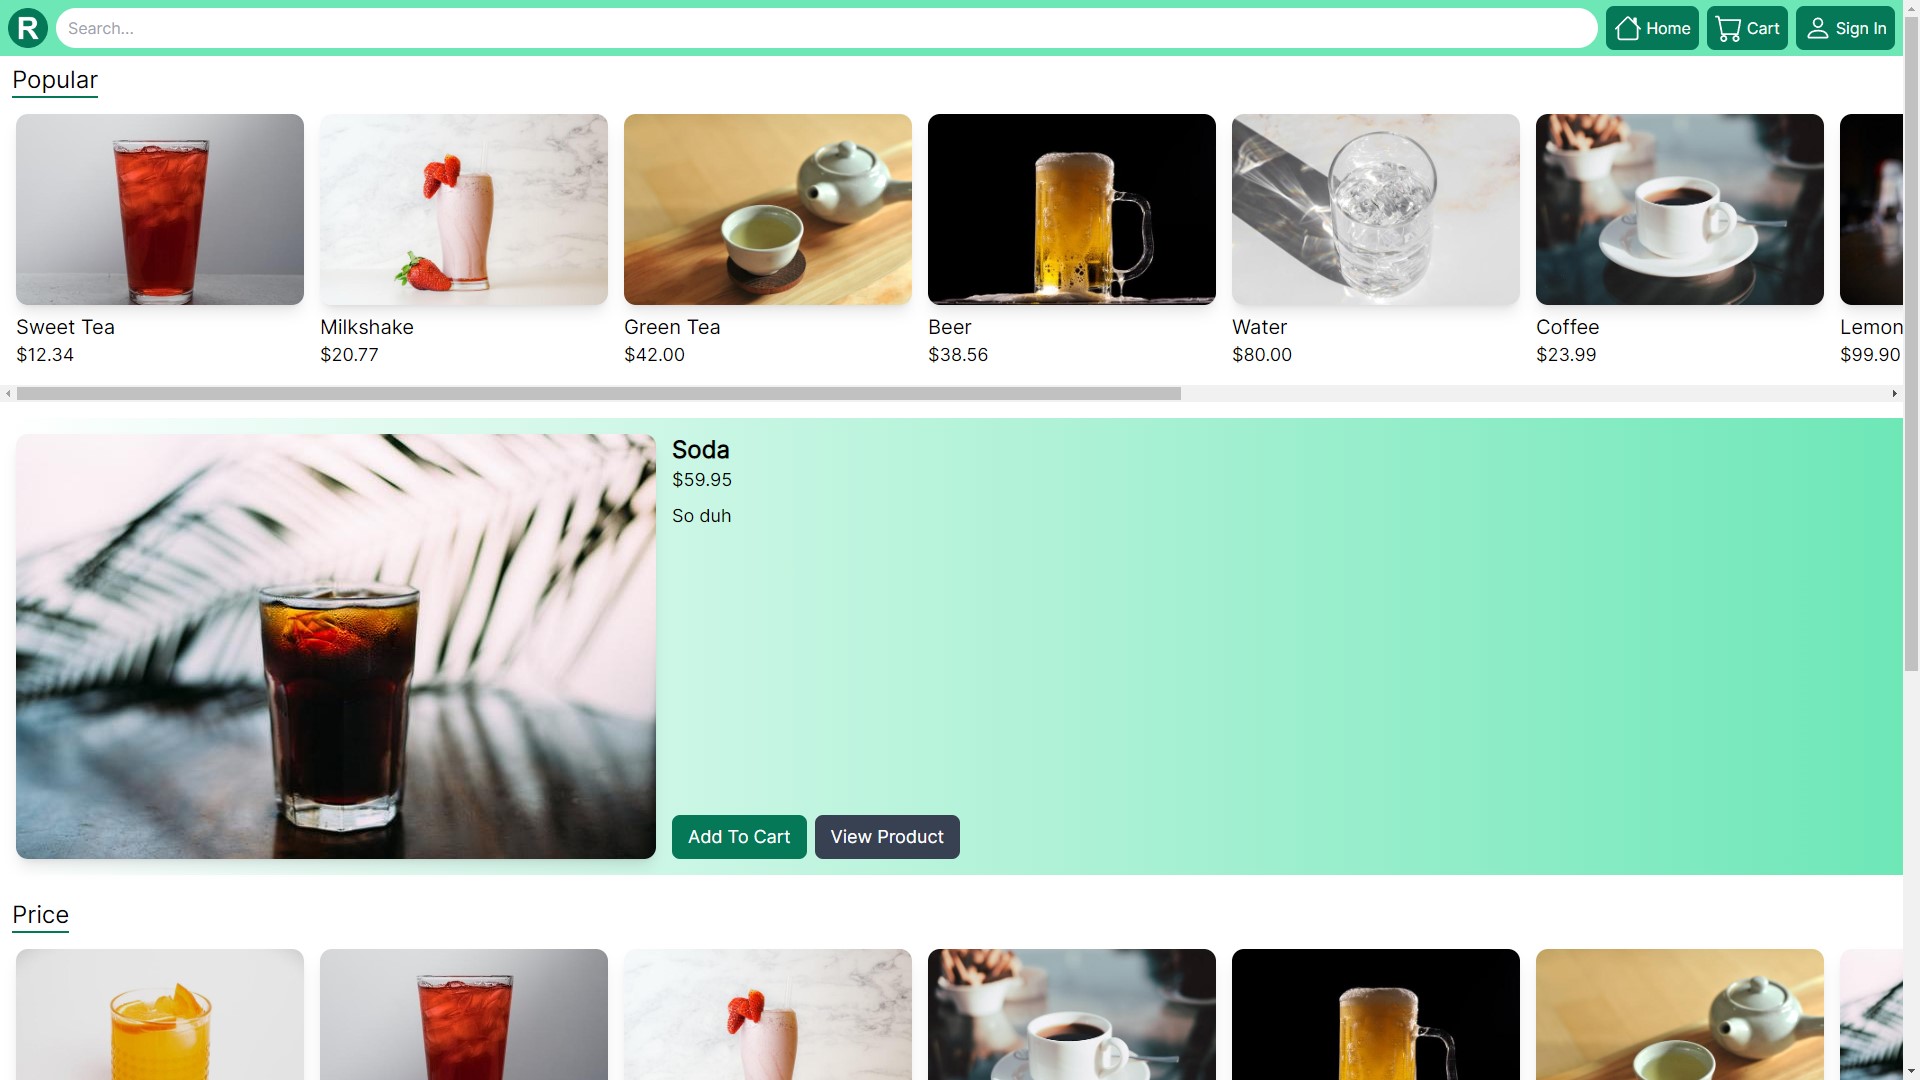 R
Search...
Home
Cart
Sign In
Popular
Sweet Tea
$12.34
Milkshake
$20.77
Green Tea
$42.00
Beer
$38.56
Water
$80.00
Coffee
$23.99
Lemon
$99.90
Soda
$59.95
So duh
Add To Cart
View Product
Price